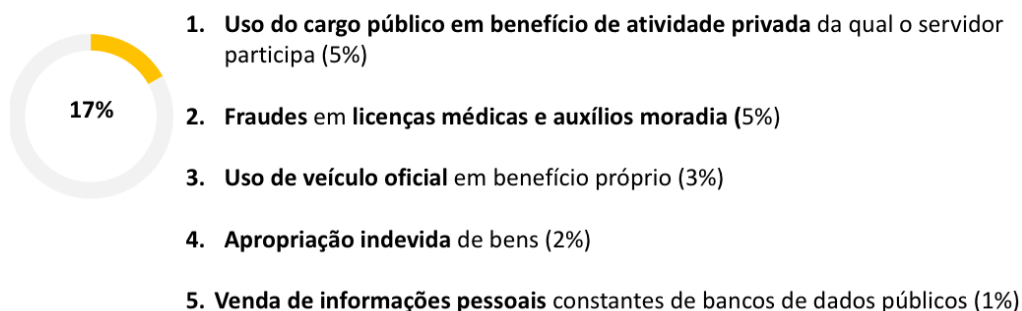 17%
1. Uso do cargo público em benefício de atividade privada da qual o servidor
participa (5%)
2. Fraudes em licenças médicas e auxílios moradia (5%)
3. Uso de veículo oficial em benefício próprio (3%)
4. Apropriação indevida de bens (2%)
5. Venda de informações pessoais constantes de bancos de dados públicos (1%)